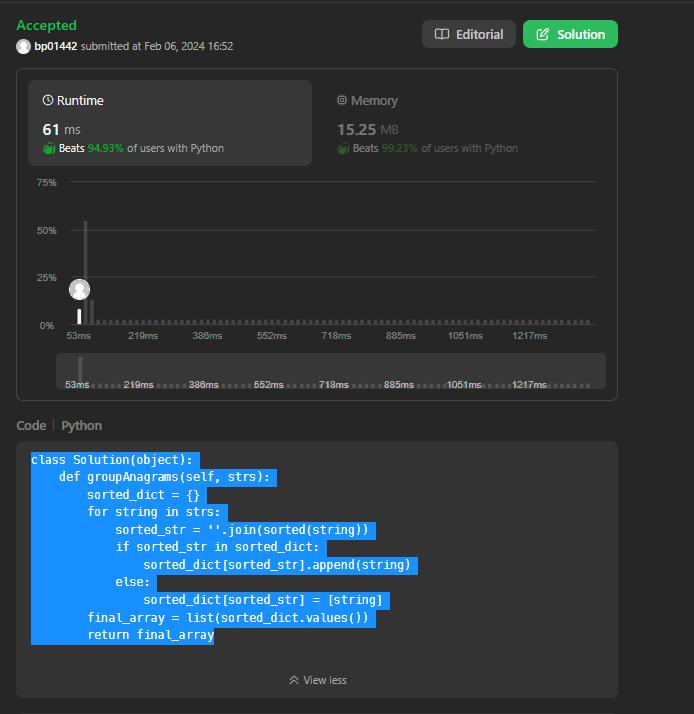 Accepted
bp01442 submitted at Feb 06, 2024 16:52
Editorial
Solution
Runtime
61 ms
Beats 94.93% of users with Python
Memory
15.25 MB
Beats 99.23% of users with Python
75%
50%
25%
0%
53ms 219ms 386ms 552ms 718ms 885ms 1051ms 1217ms
53ms 219ms 386ms 552ms 718ms 885ms 1051ms 1217ms
Code | Python
class Solution(object):
    def groupAnagrams(self, strs):
        sorted_dict = {}
        for string in strs:
            sorted_str = ''.join(sorted(string))
            if sorted_str in sorted_dict:
                sorted_dict[sorted_str].append(string)
            else:
                sorted_dict[sorted_str] = [string]
        final_array = list(sorted_dict.values())
        return final_array
View less